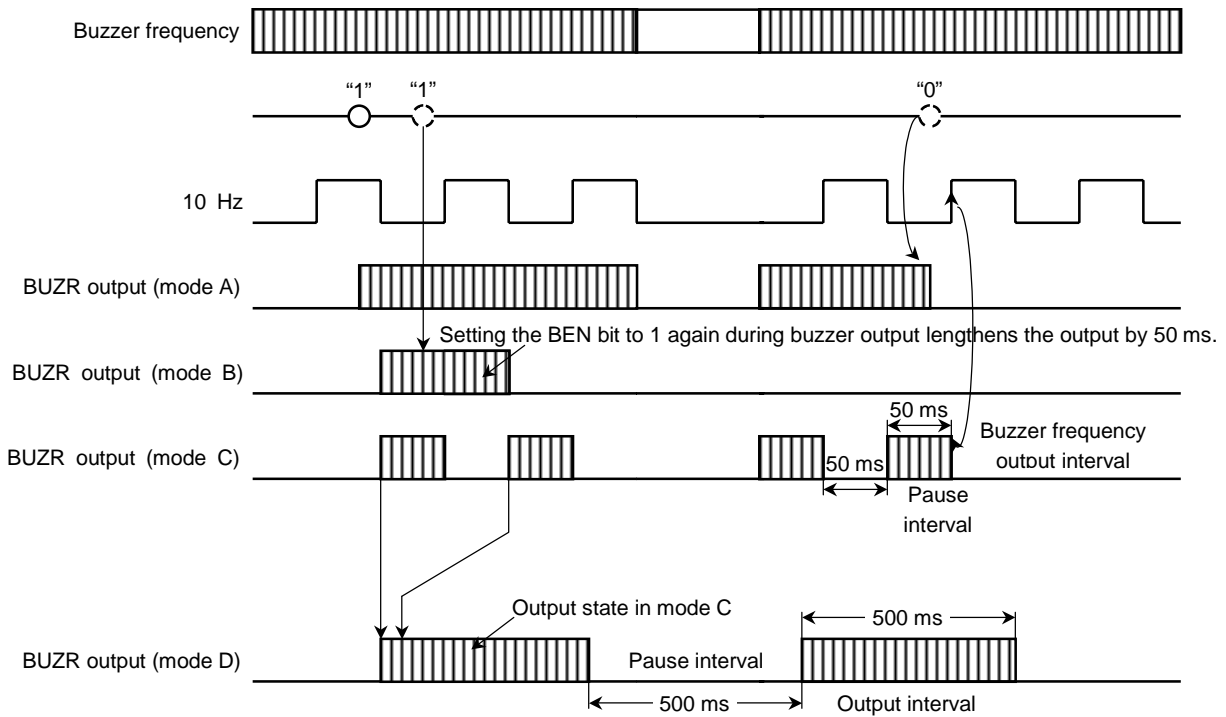 Buzzer frequency
“1” “1” “0”
10 Hz
BUZR output (mode A)
Setting the BEN bit to 1 again during buzzer output lengthens the output by 50 ms.
BUZR output (mode B)
50 ms
BUZR output (mode C)
50 ms
Buzzer frequency
output interval
Pause
interval
Output state in mode C
500 ms
BUZR output (mode D)
Pause interval
500 ms
Output interval